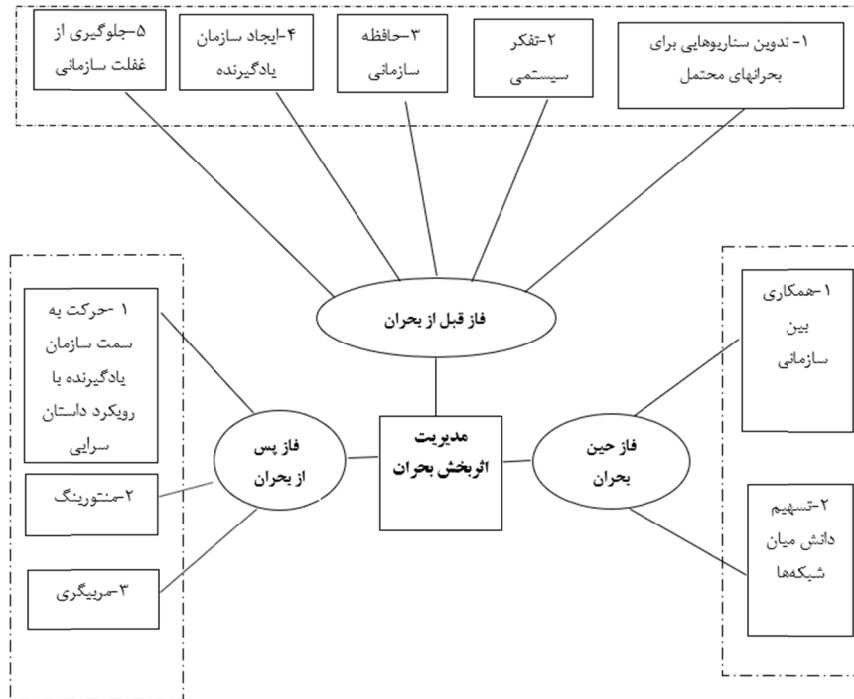 ۱- تدوین سناریوهایی برای
بحرانهای محتمل
۲-تفکر
سیستمی
۳-حافظه
سازمانی
۴-ایجاد سازمان
یادگیرنده
۵-جلوگیری از
غفلت سازمانی
فاز قبل از بحران
۱-همکاری
بین
سازمانی
۲-تسهیم
دانش میان
شبکه‌ها
فاز حین
بحران
مدیریت
اثربخش بحران
فاز پس
از بحران
۱ -حرکت به
سمت سازمان
یادگیرنده با
رویکرد داستان
سرایی
۲-منتورینگ
۳-مربیگری